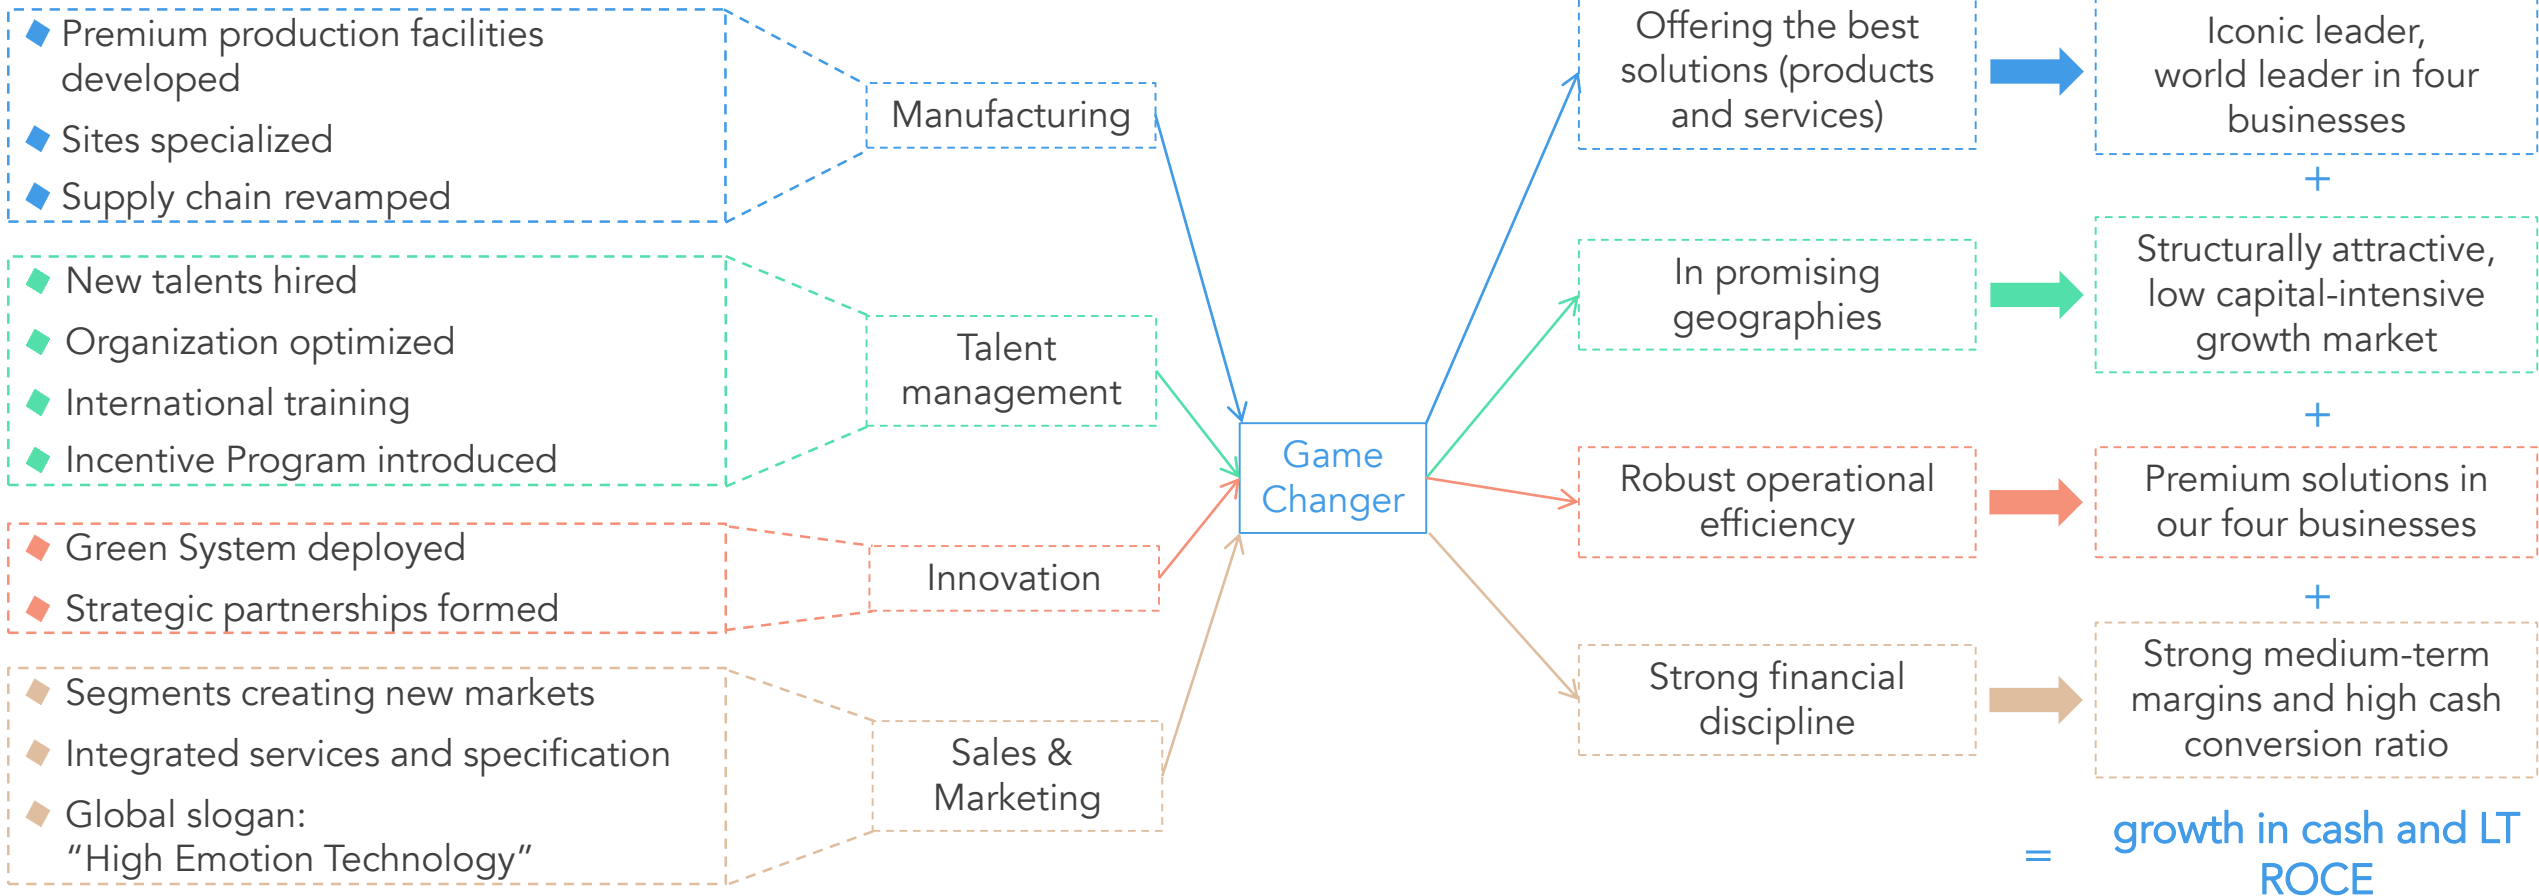 Premium production facilities
developed
Sites specialized
Supply chain revamped
New talents hired
Organization optimized
International training
Incentive Program introduced
Green System deployed
Strategic partnerships formed
Segments creating new markets
Integrated services and specification
Global slogan:
“High Emotion Technology”
Manufacturing
Talent
management
Innovation
Sales &
Marketing
Game
Changer
Offering the best
solutions (products
and services)
In promising
geographies
Robust operational
efficiency
Strong financial
discipline
Iconic leader,
world leader in four
businesses
+
Structurally attractive,
low capital-intensive
growth market
+
Premium solutions in
our four businesses
+
Strong medium-term
margins and high cash
conversion ratio
= growth in cash and LT
ROCE